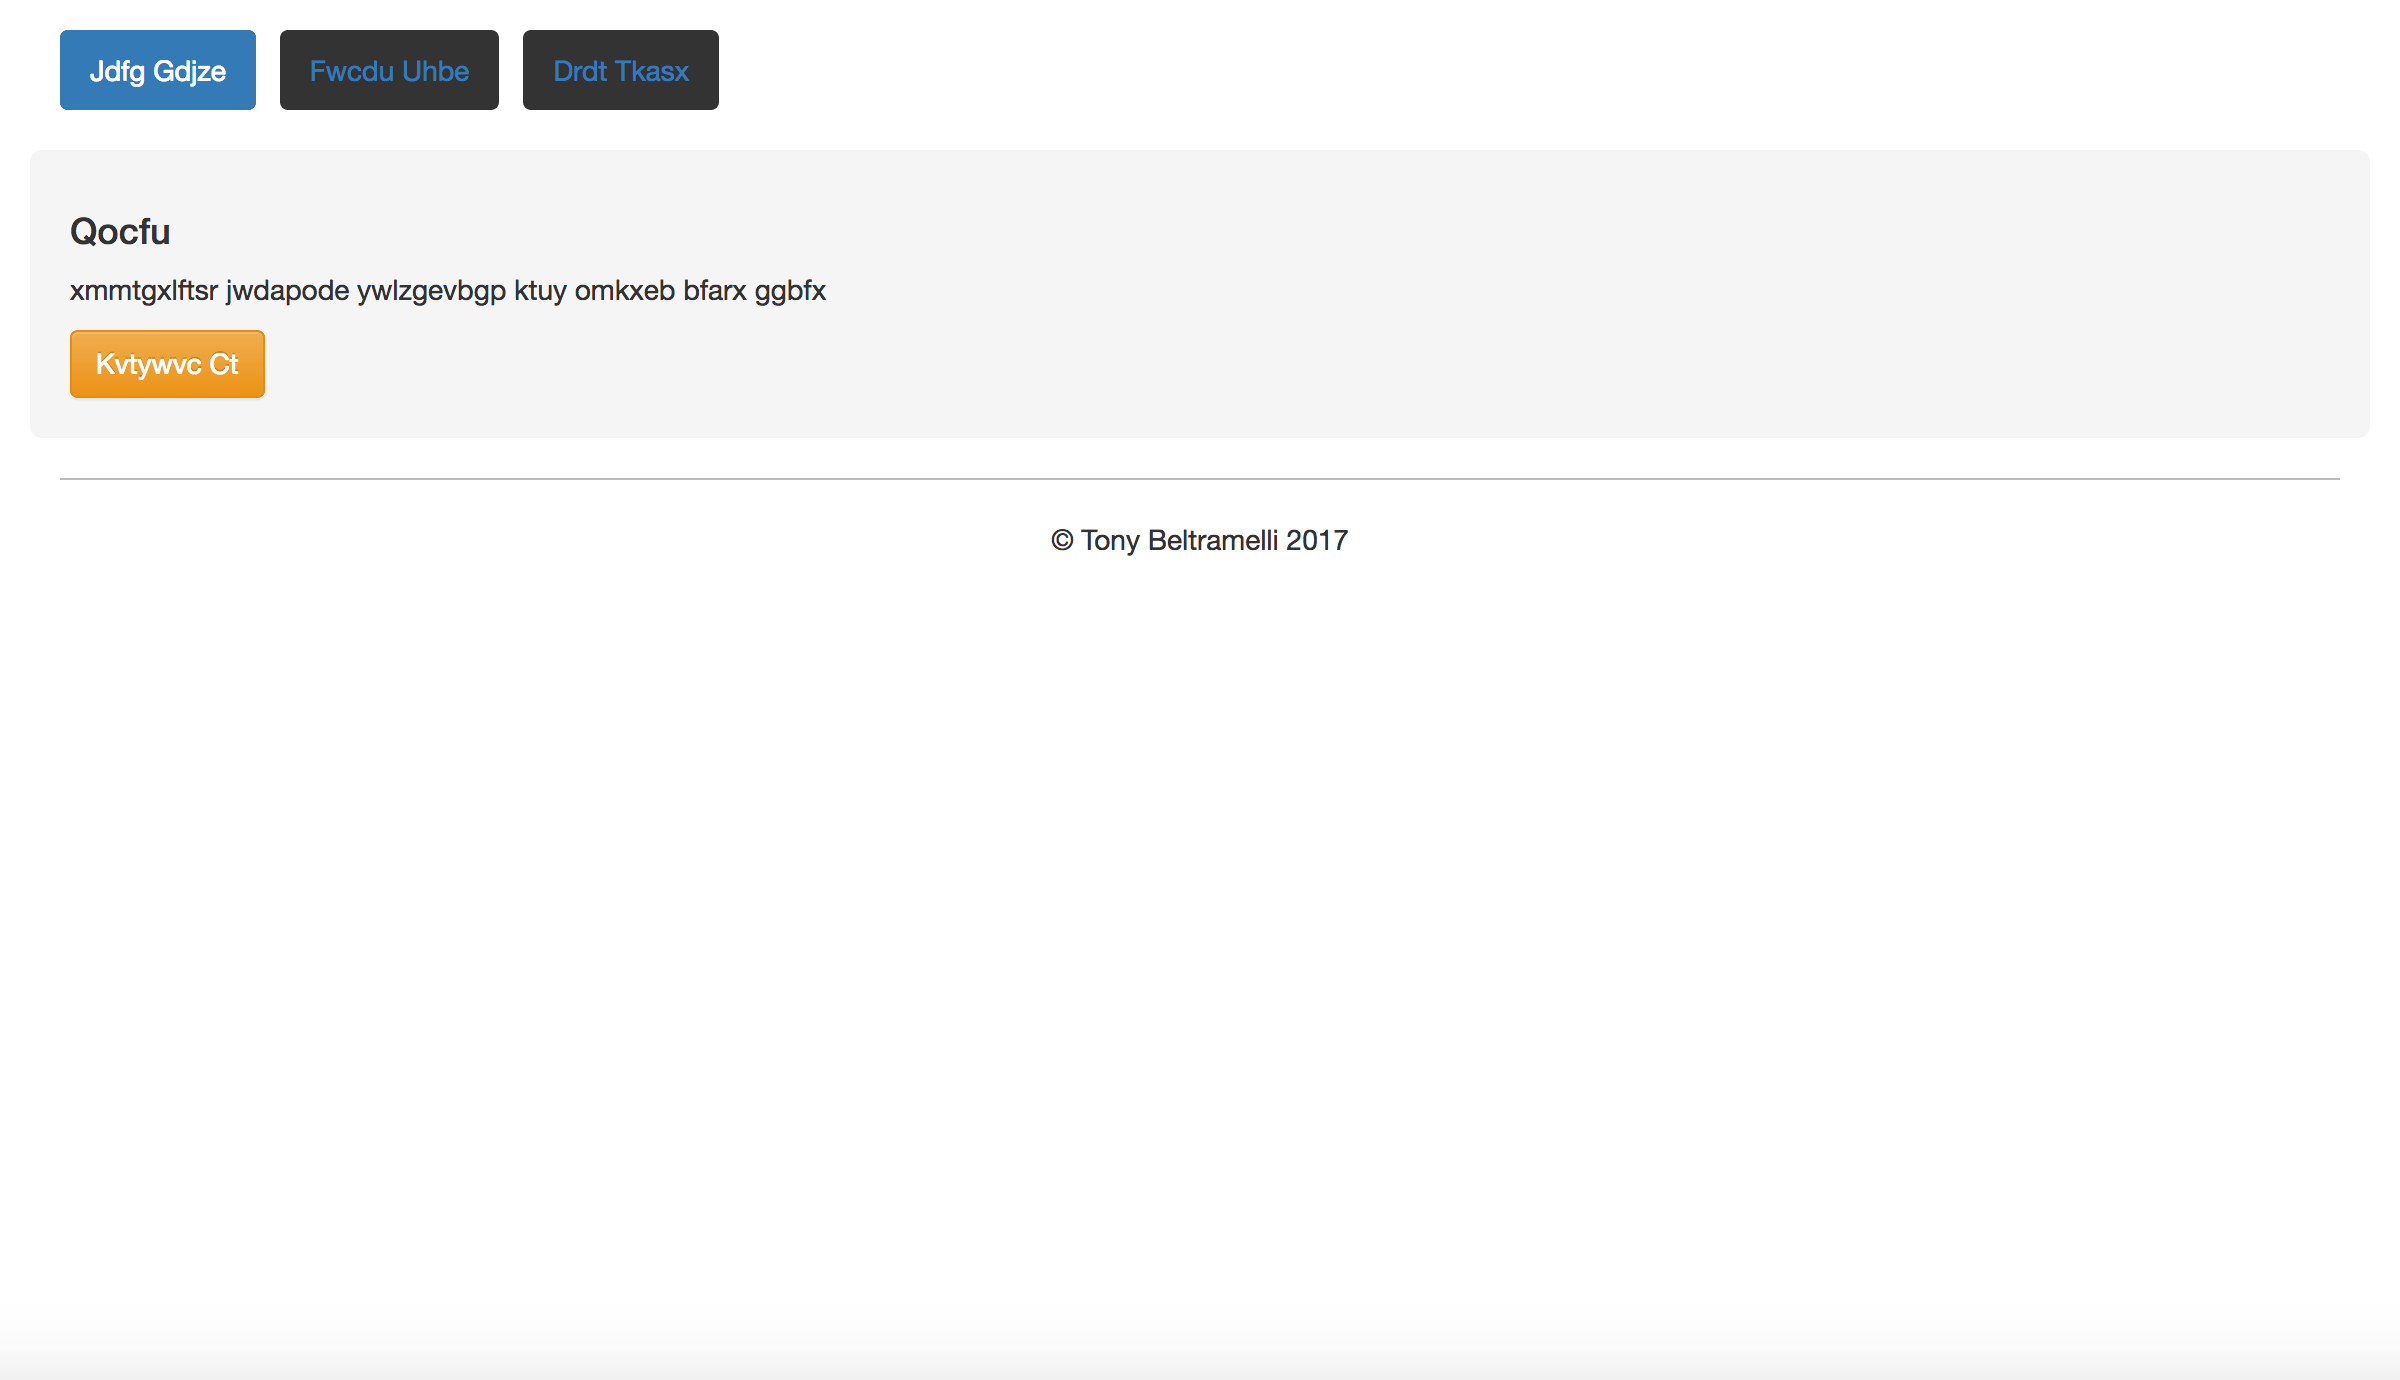 Jdfg Gdjze Fwcdu Uhbe Drdt Tkasx
Qocfu
xmmtgxlftsr jwdapode ywlzgevbgp ktuy omkxeb bfarx ggbfx
Kvtywvc Ct
© Tony Beltramelli 2017